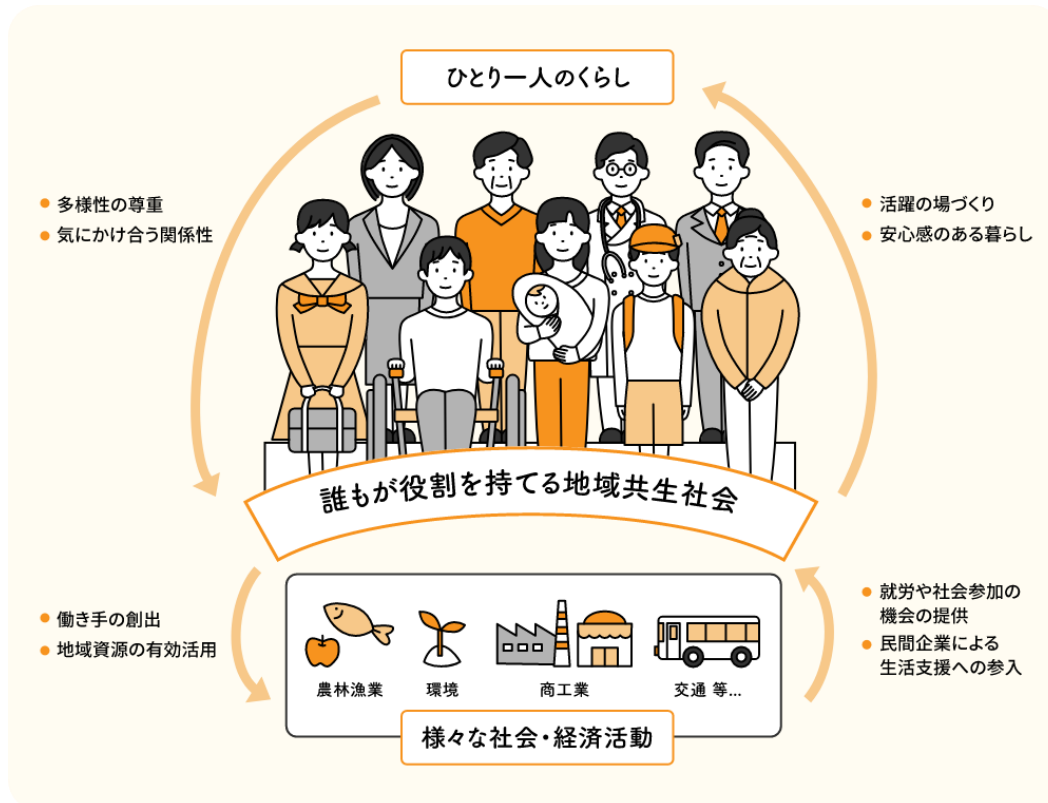 ひとり一人のくらし
● 多様性の尊重
● 気にかけ合う関係性
● 活躍の場づくり
● 安心感のある暮らし
誰もが役割を持てる地域共生社会
● 働き手の創出
● 地域資源の有効活用
● 就労や社会参加の
機会の提供
● 民間企業による
生活支援への参入
農林漁業
環境
商工業
交通 等...
様々な社会・経済活動